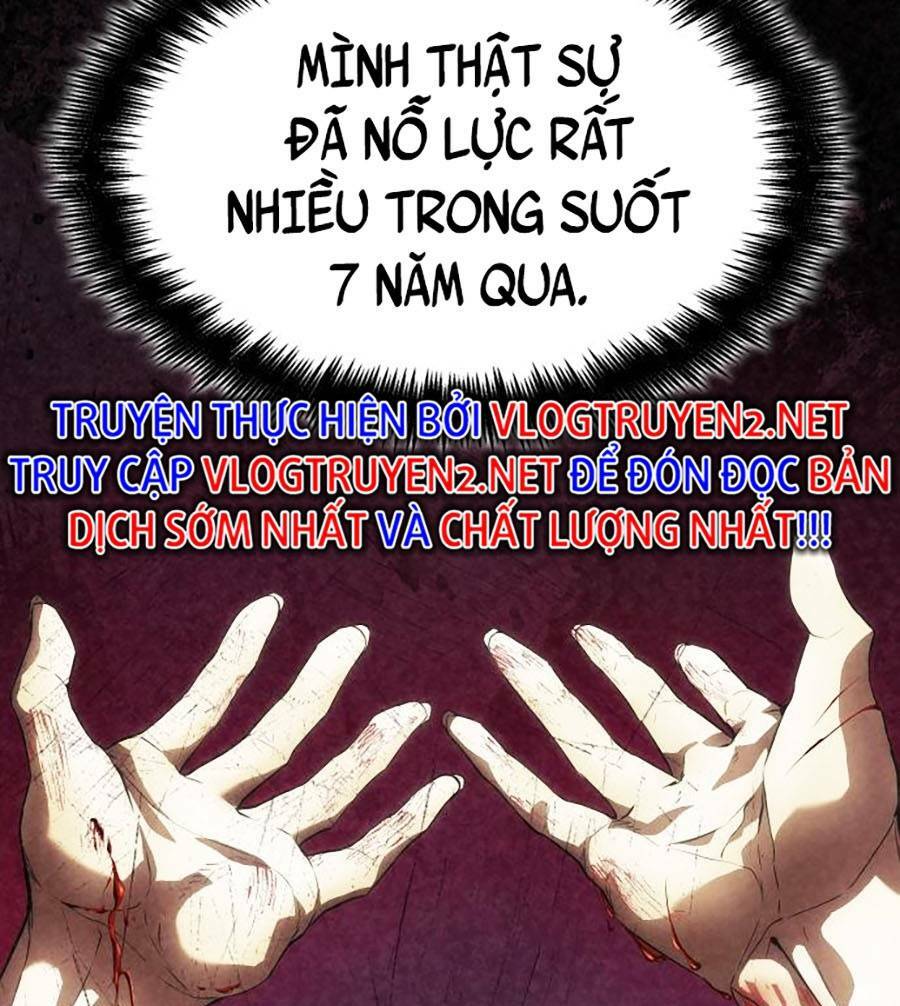 MÌNH THẬT SỰ
ĐÃ NỖ LỰC RẤT
NHIỀU TRONG SUỐT
7 NĂM QUA.
TRUYỆN THỰC HIỆN BỞI VLOGTRUYEN2.NET
TRUY CẬP VLOGTRUYEN2.NET ĐỂ ĐÓN ĐỌC BẢN
DỊCH SỚM NHẤT VÀ CHẤT LƯỢNG NHẤT!!!